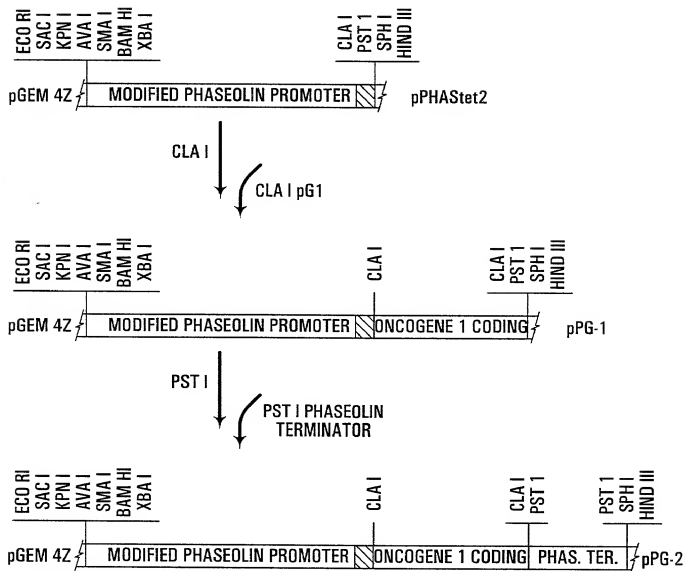 ECO RI
SAC I
KPN I
AVA I
SMA I
BAM HI
XBA I
CLA I
PST 1
SPH I
HIND III
pGEM 4Z
MODIFIED PHASEOLIN PROMOTER
pPHAStet2
CLA I
CLA I pG1
ECO RI
SAC I
KPN I
AVA I
SMA I
BAM HI
XBA I
CLA I
CLA I
PST 1
SPH I
HIND III
pGEM 4Z
MODIFIED PHASEOLIN PROMOTER
ONCOGENE 1 CODING
pPG-1
PST I
PST I PHASEOLIN
TERMINATOR
ECO RI
SAC I
KPN I
AVA I
SMA I
BAM HI
XBA I
CLA I
CLA I
PST 1
PST 1
SPH I
HIND III
pGEM 4Z
MODIFIED PHASEOLIN PROMOTER
ONCOGENE 1 CODING
PHAS. TER.
pPG-2